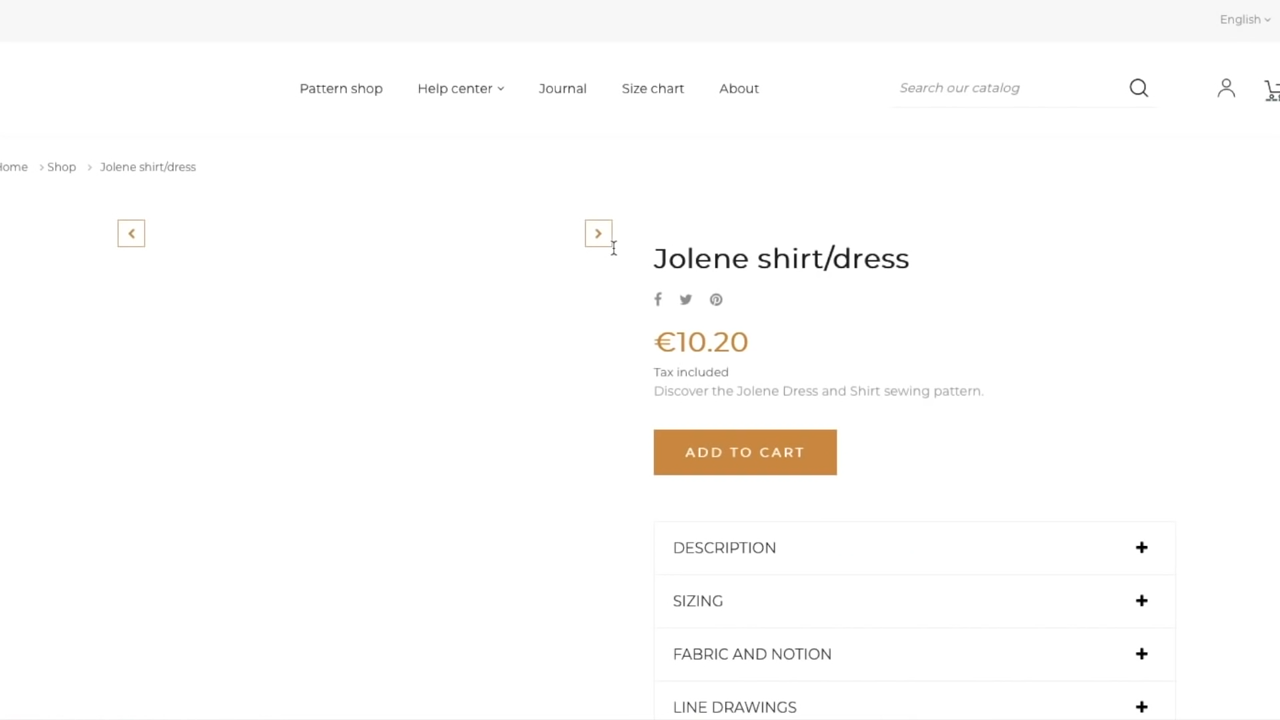 English
Pattern shop Help center Journal Size chart About Search our catalog
Home > Shop > Jolene shirt/dress
Jolene shirt/dress
€10.20
Tax included
Discover the Jolene Dress and Shirt sewing pattern.
ADD TO CART
DESCRIPTION
SIZING
FABRIC AND NOTION
LINE DRAWINGS